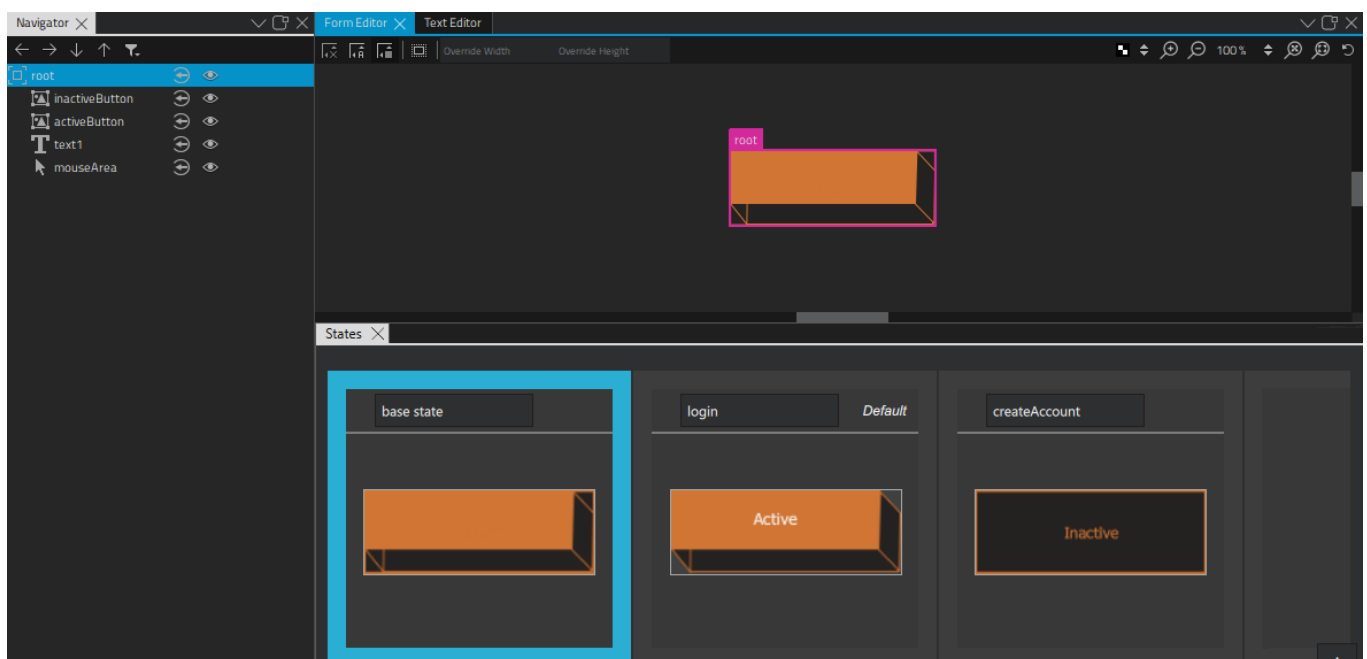 Navigator
Form Editor
Text Editor
Override Width
Override Height
100 %
root
inactiveButton
activeButton
text1
mouseArea
root
States
base state
login
Default
createAccount
Active
Inactive